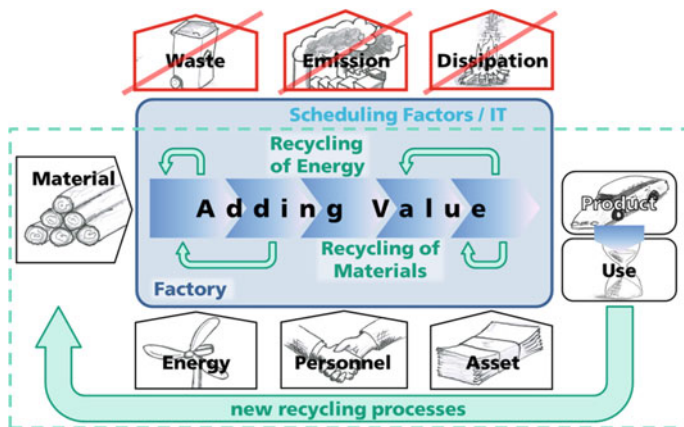 Waste
Emission
Dissipation
Scheduling Factors / IT
Recycling
of Energy
Material
Adding Value
Product
Recycling of
Materials
Use
Factory
Energy
Personnel
Asset
new recycling processes